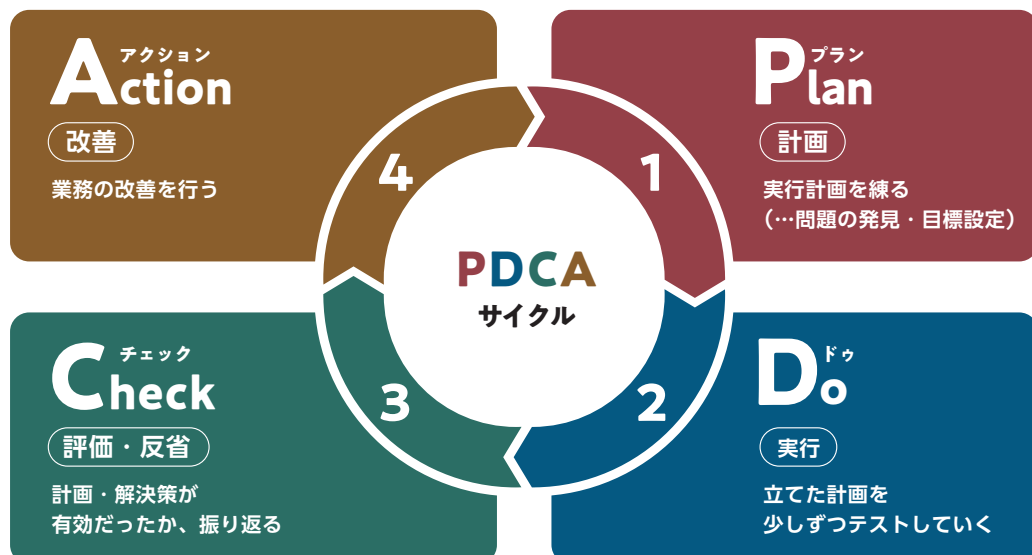 アクション
Action
改善
業務の改善を行う
プラン
Plan
計画
実行計画を練る
(…問題の発見・目標設定)
4
1
PDCA
サイクル
3
2
チェック
Check
評価・反省
計画・解決策が
有効だったか、振り返る
ドゥ
Do
実行
立てた計画を
少しずつテストしていく